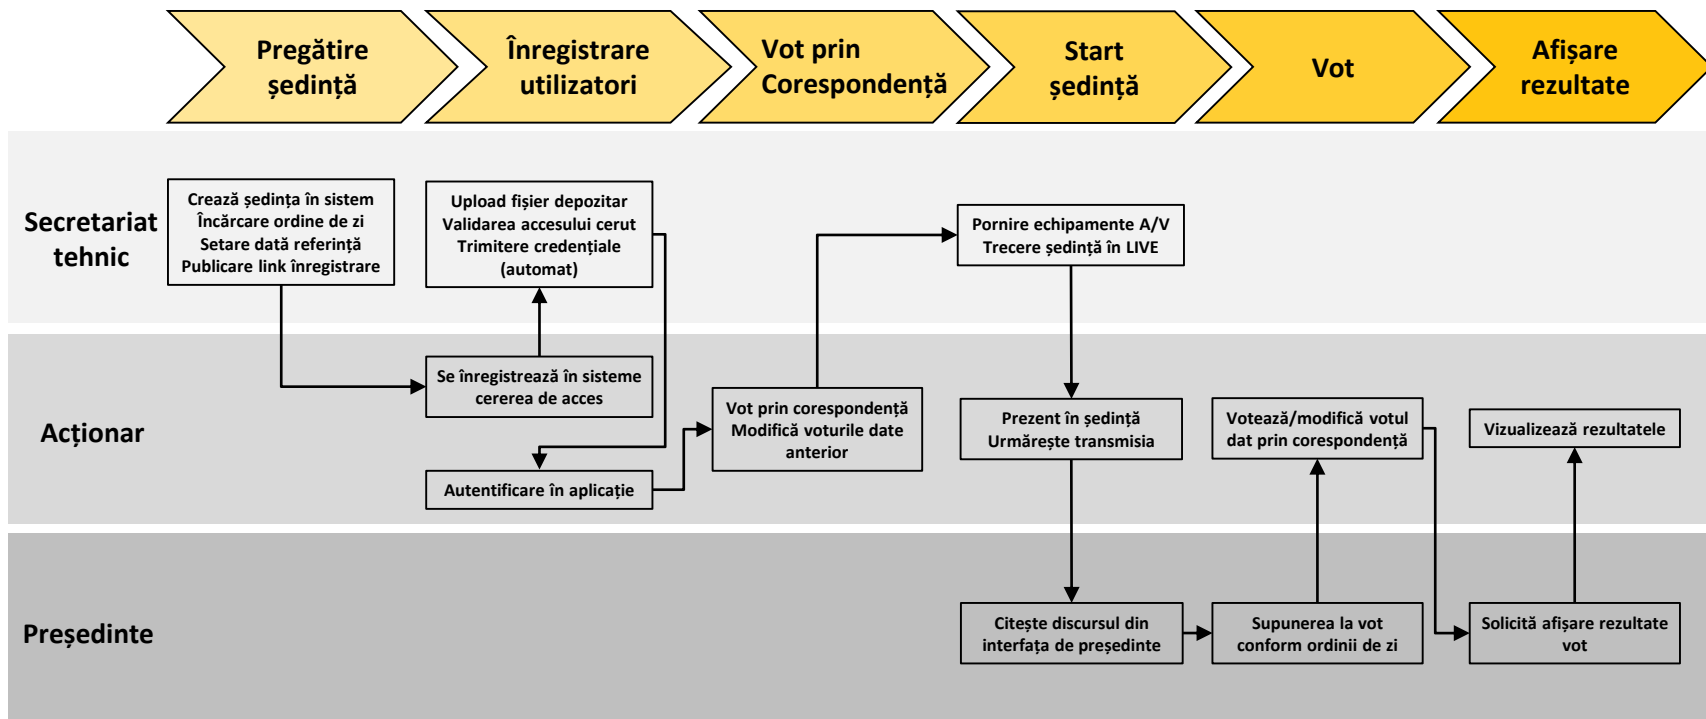 Pregătire
ședință
Înregistrare
utilizatori
Vot prin
Corespondență
Start
ședință
Vot
Afișare
rezultate
Secretariat
tehnic
Crează ședința în sistem
Încărcare ordine de zi
Setare dată referință
Publicare link înregistrare
Upload fișier depozitar
Validarea accesului cerut
Trimitere credențiale
(automat)
Pornire echipamente A/V
Trecere ședință în LIVE
Acționar
Se înregistrează în sisteme
cererea de acces
Autentificare în aplicație
Vot prin corespondență
Modifică voturile date
anterior
Prezent în ședință
Urmărește transmisia
Votează/modifică votul
dat prin corespondență
Vizualizează rezultatele
Președinte
Citește discursul din
interfața de președinte
Supunerea la vot
conform ordinii de zi
Solicită afișare rezultate
vot